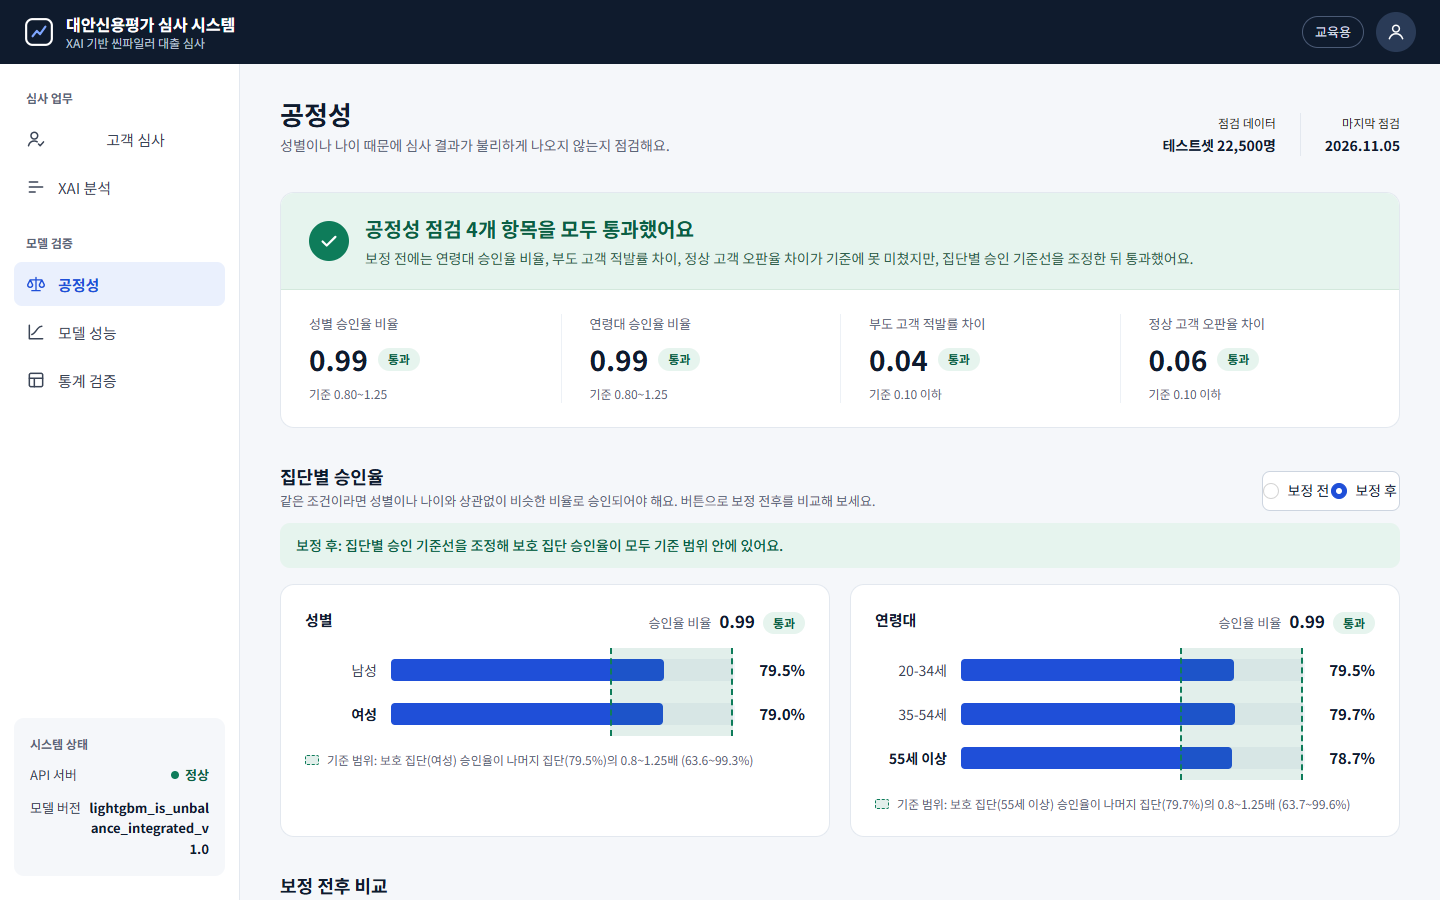 대안신용평가 심사 시스템
XAI 기반 씬파일러 대출 심사
교육용
심사 업무
고객 심사
XAI 분석
모델 검증
공정성
모델 성능
통계 검증
시스템 상태
API 서버 정상
모델 버전 lightgbm_is_unbal
ance_integrated_v
1.0
공정성
성별이나 나이 때문에 심사 결과가 불리하게 나오지 않는지 점검해요.
점검 데이터
테스트셋 22,500명
마지막 점검
2026.11.05
공정성 점검 4개 항목을 모두 통과했어요
보정 전에는 연령대 승인율 비율, 부도 고객 적발률 차이, 정상 고객 오판율 차이가 기준에 못 미쳤지만, 집단별 승인 기준선을 조정한 뒤 통과했어요.
성별 승인율 비율
0.99 통과
기준 0.80~1.25
연령대 승인율 비율
0.99 통과
기준 0.80~1.25
부도 고객 적발률 차이
0.04 통과
기준 0.10 이하
정상 고객 오판율 차이
0.06 통과
기준 0.10 이하
집단별 승인율
같은 조건이라면 성별이나 나이와 상관없이 비슷한 비율로 승인되어야 해요. 버튼으로 보정 전후를 비교해 보세요.
보정 전 보정 후
보정 후: 집단별 승인 기준선을 조정해 보호 집단 승인율이 모두 기준 범위 안에 있어요.
성별 승인율 비율 0.99 통과
남성 79.5%
여성 79.0%
기준 범위: 보호 집단(여성) 승인율이 나머지 집단(79.5%)의 0.8~1.25배 (63.6~99.3%)
연령대 승인율 비율 0.99 통과
20-34세 79.5%
35-54세 79.7%
55세 이상 78.7%
기준 범위: 보호 집단(55세 이상) 승인율이 나머지 집단(79.7%)의 0.8~1.25배 (63.7~99.6%)
보정 전후 비교